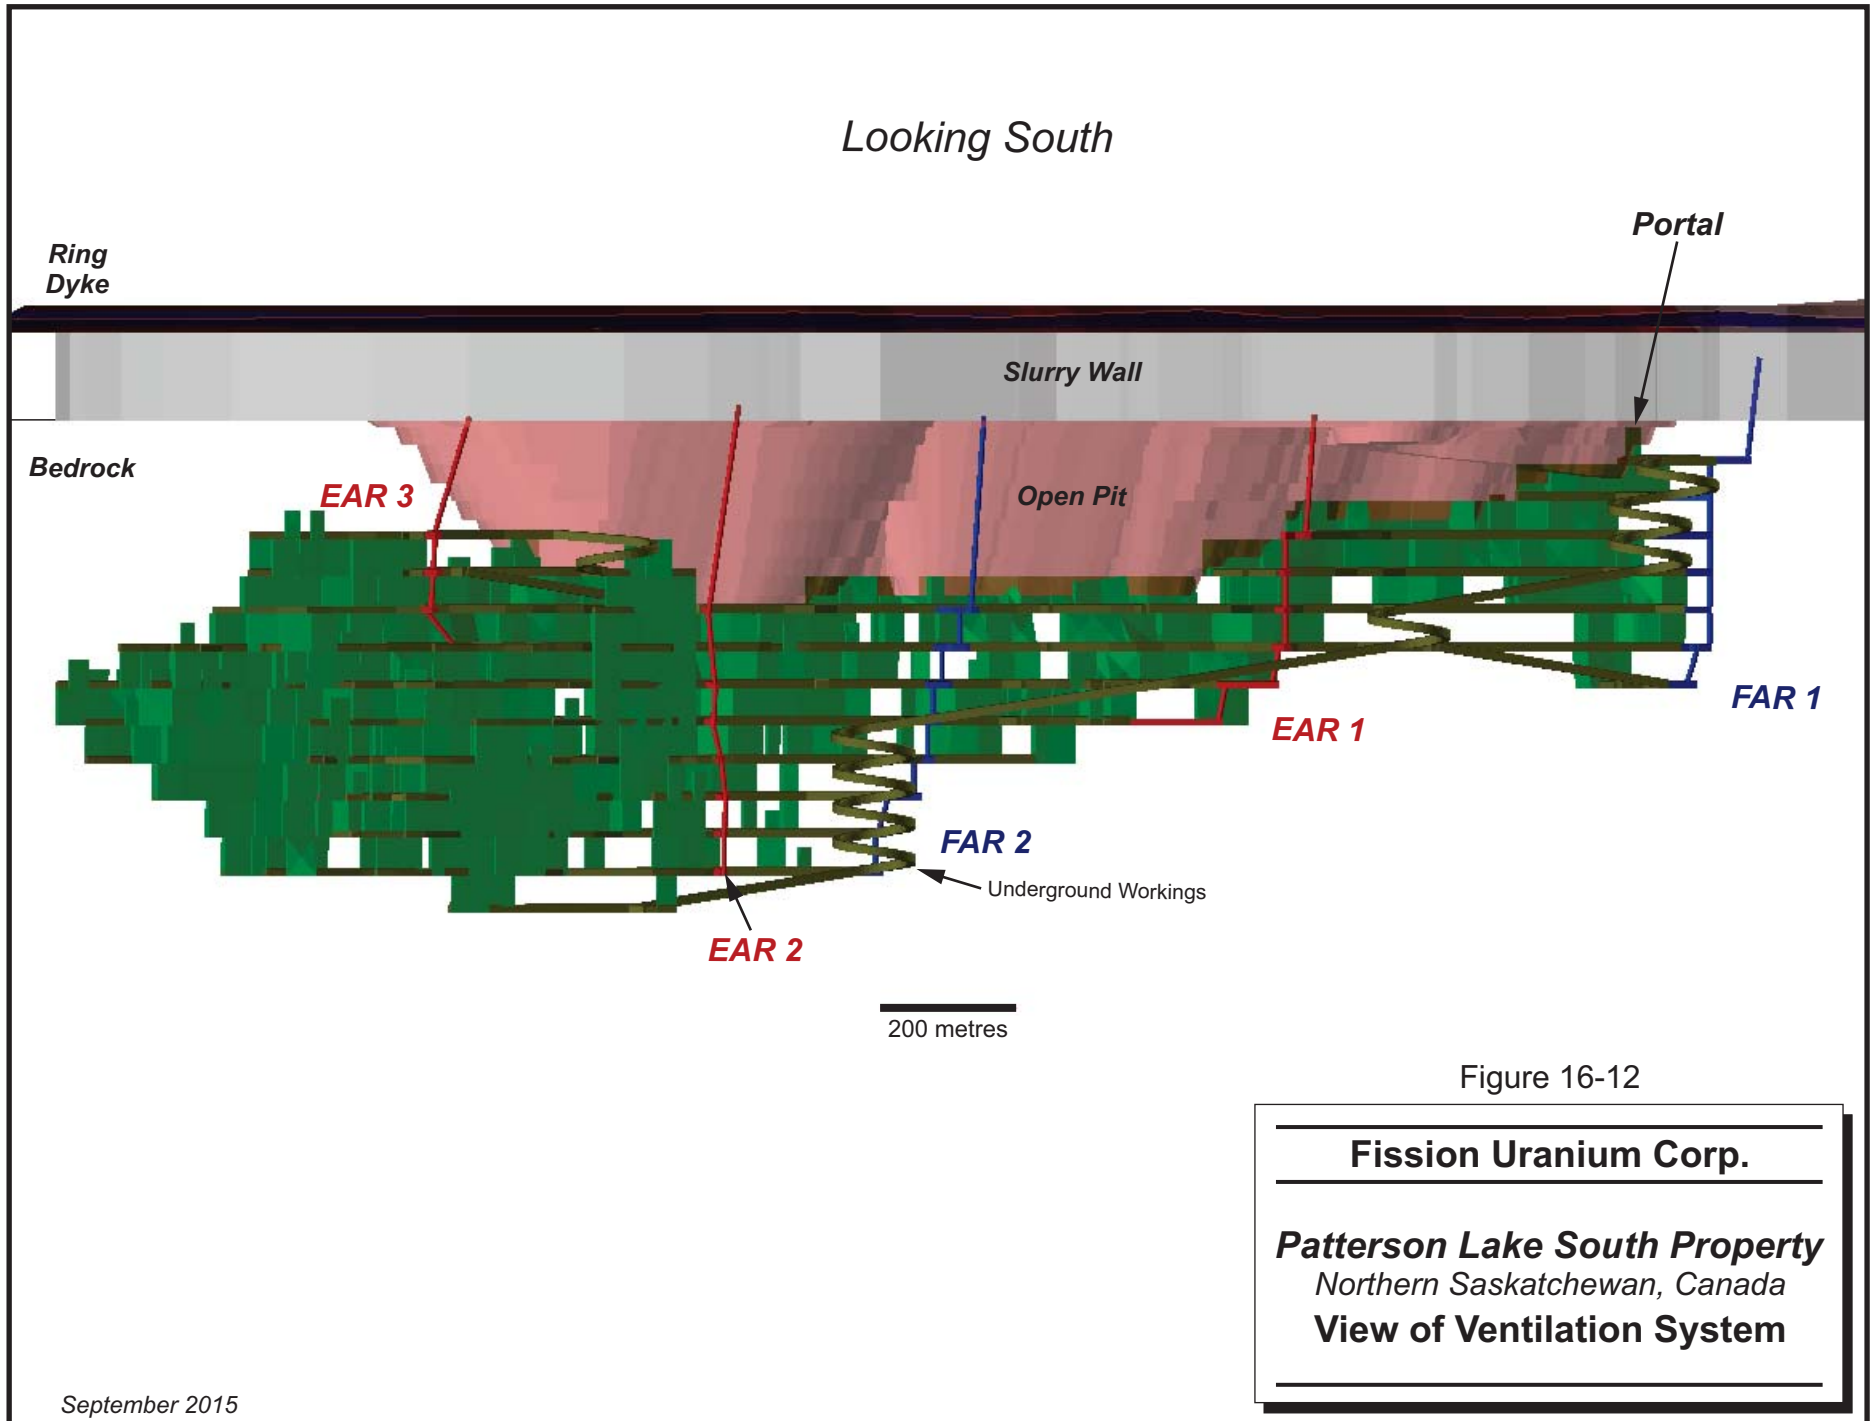 Looking South
Portal
Ring
Dyke
Slurry Wall
Bedrock
EAR 3
Open Pit
FAR 1
EAR 1
FAR 2
Underground Workings
EAR 2
200 metres
Figure 16-12
Fission Uranium Corp.
Patterson Lake South Property
Northern Saskatchewan, Canada
View of Ventilation System
September 2015